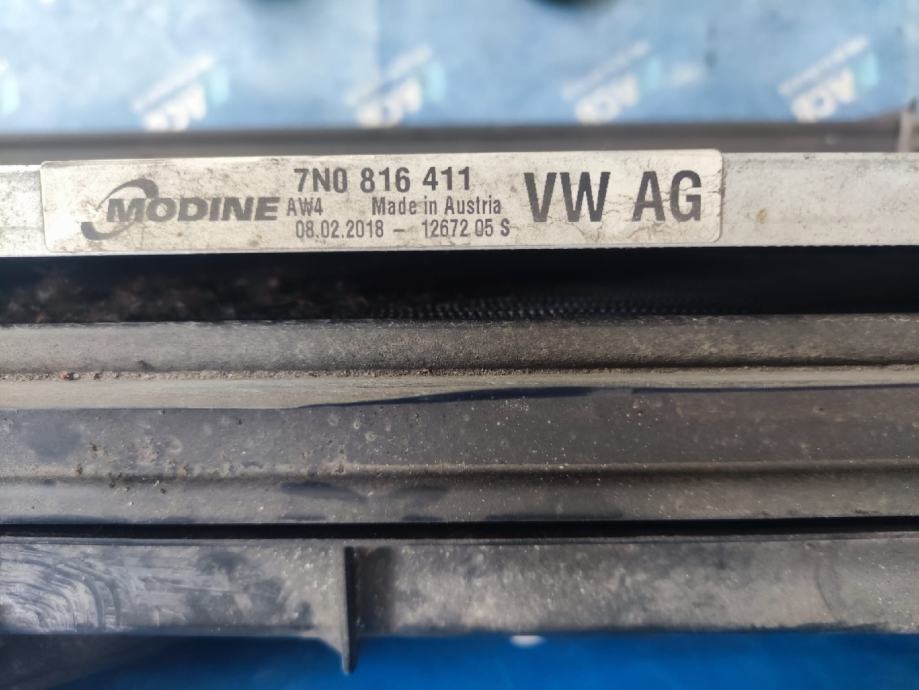 MODINE
7N0 816 411
AW4 Made in Austria
08.02.2018 - 12672 05 S
VW AG